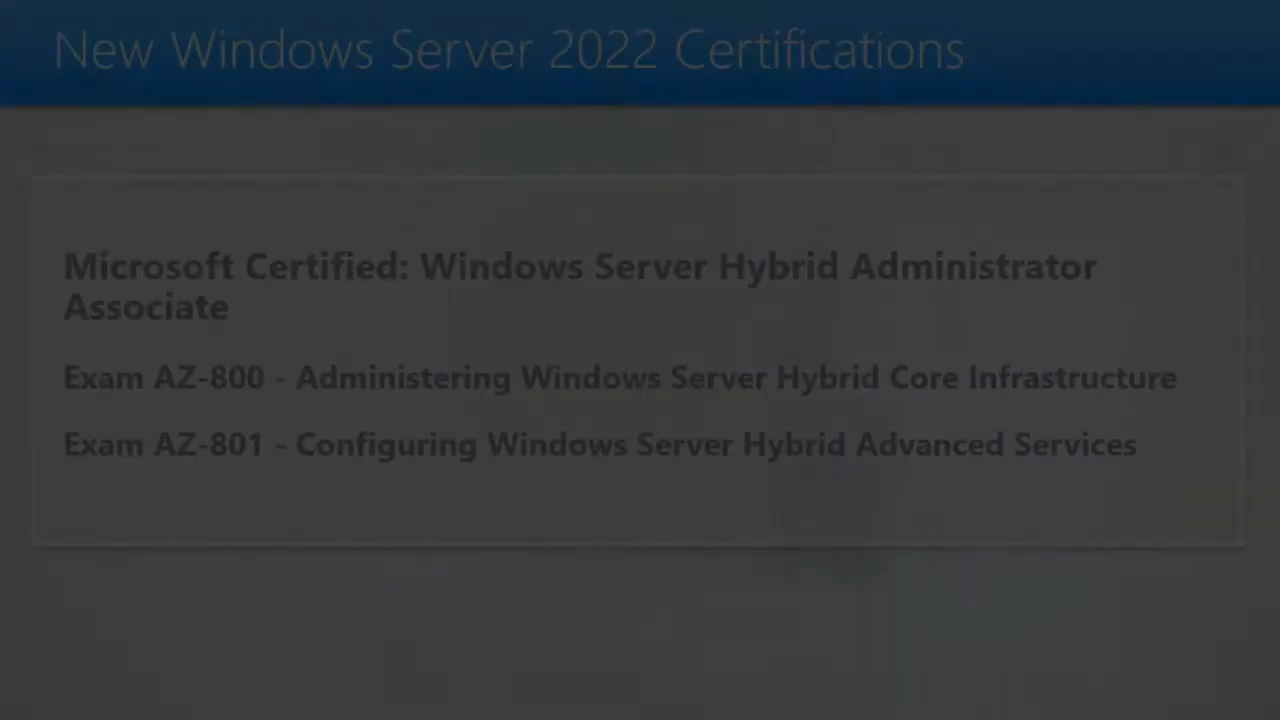 New Windows Server 2022 Certifications
Microsoft Certified: Windows Server Hybrid Administrator
Associate
Exam AZ-800 - Administering Windows Server Hybrid Core Infrastructure
Exam AZ-801 - Configuring Windows Server Hybrid Advanced Services